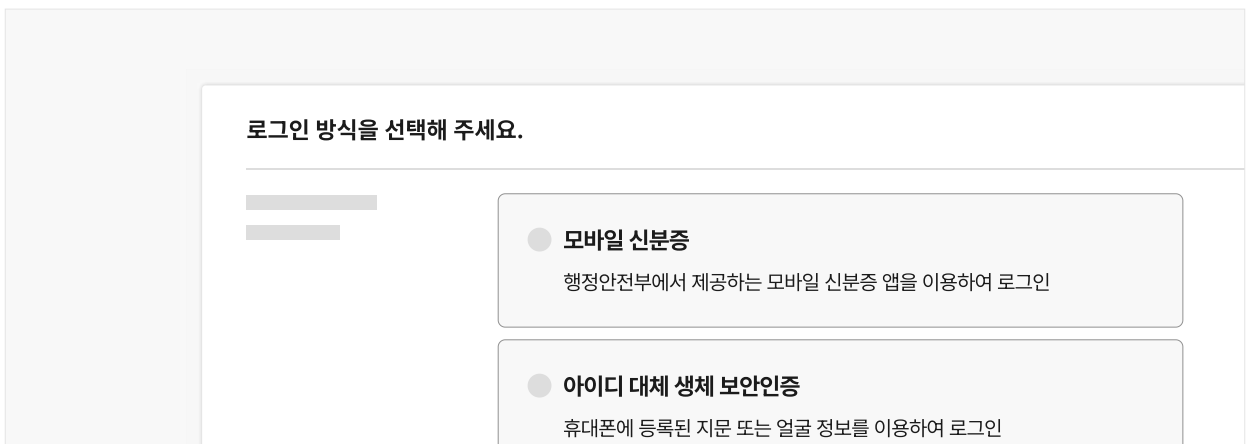 로그인 방식을 선택해 주세요.
모바일 신분증
행정안전부에서 제공하는 모바일 신분증 앱을 이용하여 로그인
아이디 대체 생체 보안인증
휴대폰에 등록된 지문 또는 얼굴 정보를 이용하여 로그인